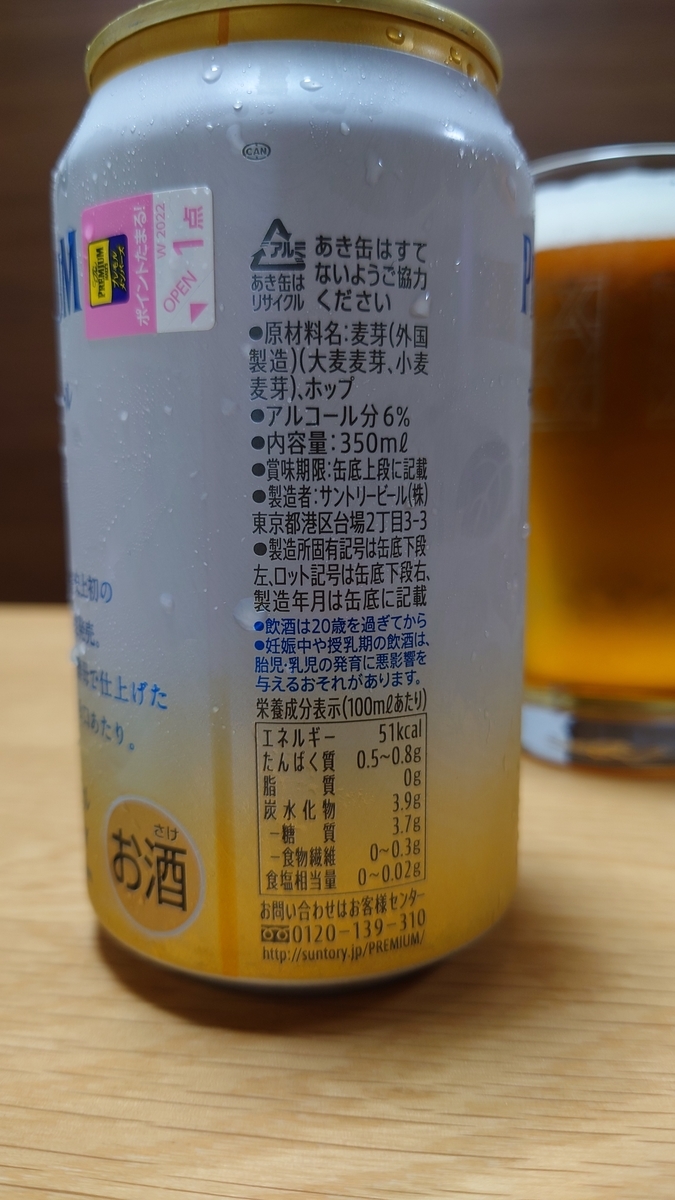 CAN
ポイントたまる!
W 2022
OPEN
1点
PREMIUM
アルミ
あき缶は
リサイクル
あき缶はすて
ないようご協力
ください
●原材料名:麦芽(外国
製造)(大麦麦芽、小麦
麦芽)、ホップ
●アルコール分6%
●内容量:350mℓ
●賞味期限:缶底上段に記載
●製造者:サントリービール(株)
東京都港区台場2丁目3-3
●製造所固有記号は缶底下段
左、ロット記号は缶底下段右、
製造年月は缶底に記載
●飲酒は20歳を過ぎてから
●妊娠中や授乳期の飲酒は、
胎児・乳児の発育に悪影響を
与えるおそれがあります。
栄養成分表示(100mℓあたり)
エネルギー 51kcal
たんぱく質 0.5~0.8g
脂質 0g
炭水化物 3.9g
-糖質 3.7g
-食物繊維 0~0.3g
食塩相当量 0~0.02g
お問い合わせはお客様センター
0120-139-310
http://suntory.jp/PREMIUM/
上初の
で仕上げた
あたり。
さけ
お酒